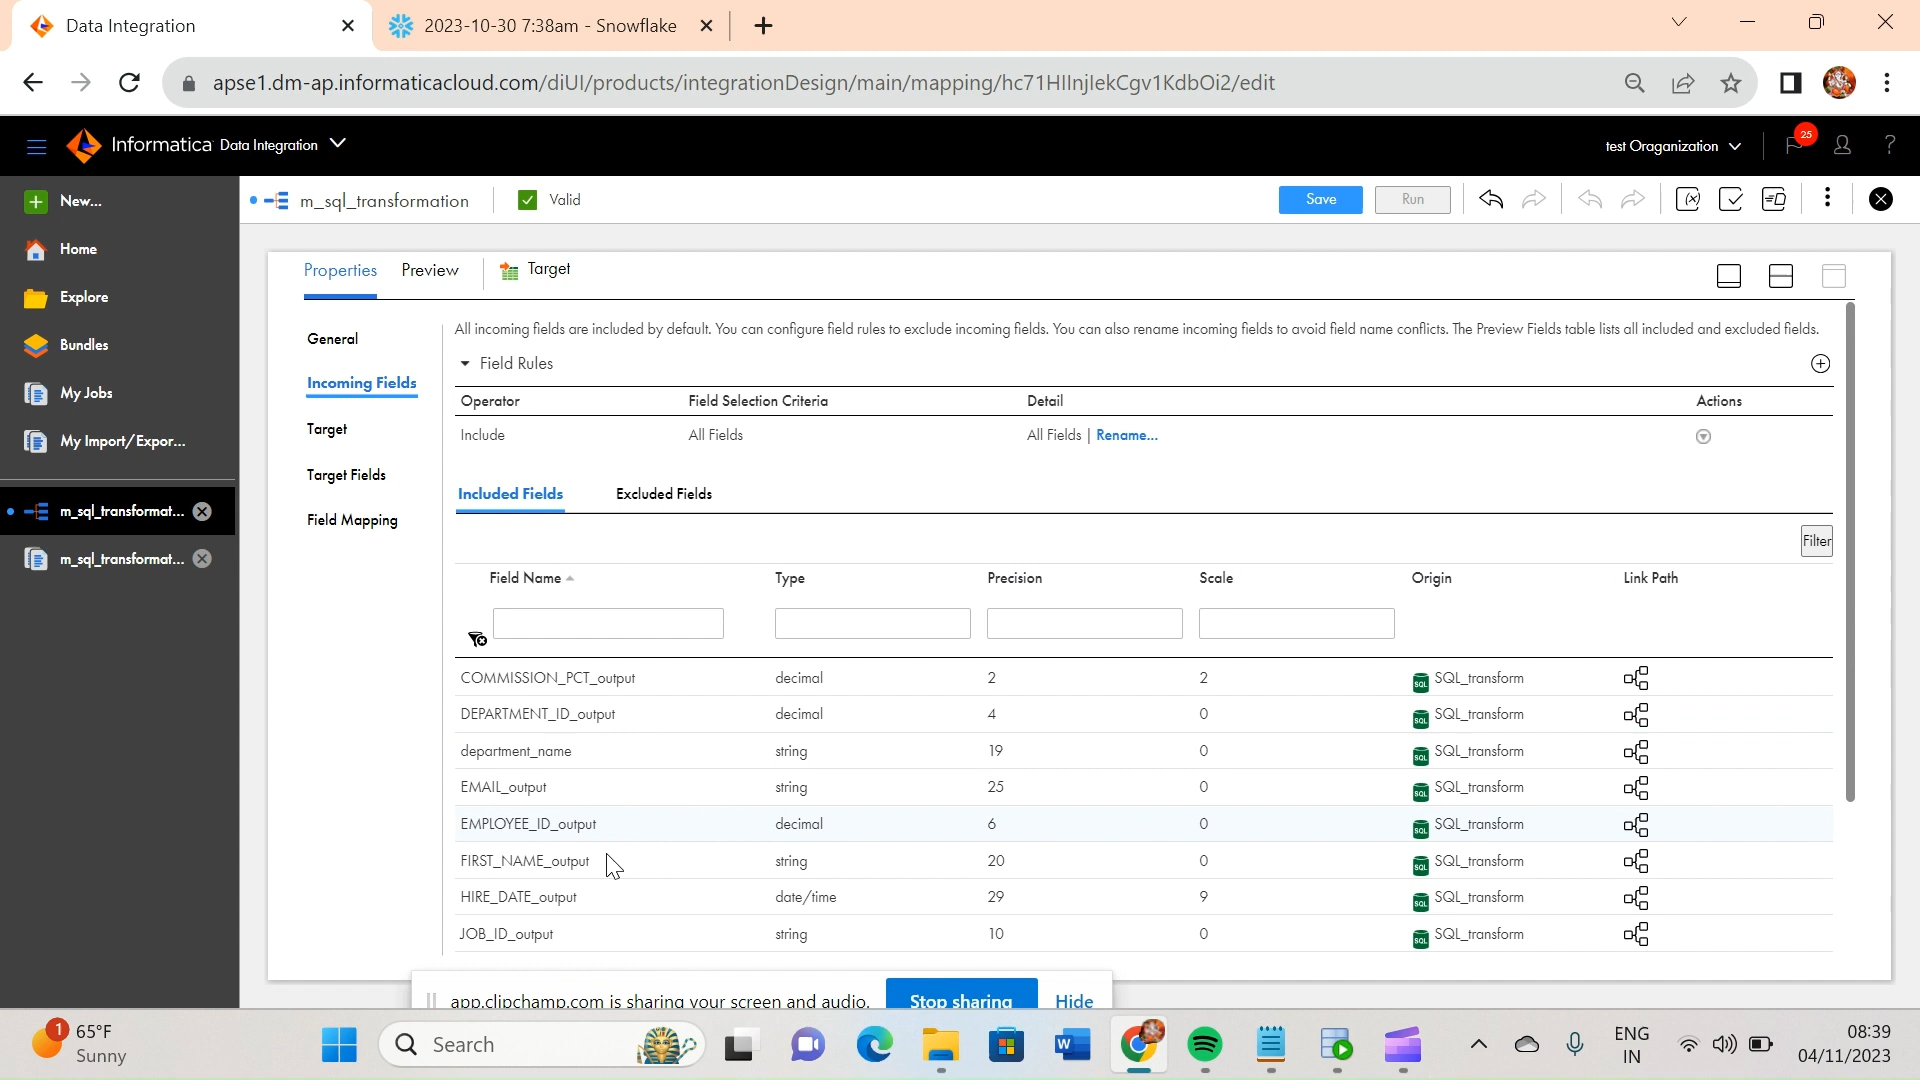 Data Integration
2023-10-30 7:38am - Snowflake
apse1.dm-ap.informaticacloud.com/diUI/products/integrationDesign/main/mapping/hc71HIInjIekCgv1KdbOi2/edit
Informatica Data Integration
test Oraganization
25
?
New...
m_sql_transformation
Valid
Save
Run
Home
Explore
Bundles
My Jobs
My Import/Expor...
m_sql_transformat...
m_sql_transformat...
Properties
Preview
Target
General
Incoming Fields
Target
Target Fields
Field Mapping
All incoming fields are included by default. You can configure field rules to exclude incoming fields. You can also rename incoming fields to avoid field name conflicts. The Preview Fields table lists all included and excluded fields.
Field Rules
Operator Field Selection Criteria Detail Actions
Include All Fields All Fields | Rename...
Included Fields Excluded Fields
Filter
Field Name Type Precision Scale Origin Link Path
COMMISSION_PCT_output decimal 2 2 SQL SQL_transform
DEPARTMENT_ID_output decimal 4 0 SQL SQL_transform
department_name string 19 0 SQL SQL_transform
EMAIL_output string 25 0 SQL SQL_transform
EMPLOYEE_ID_output decimal 6 0 SQL SQL_transform
FIRST_NAME_output string 20 0 SQL SQL_transform
HIRE_DATE_output date/time 29 9 SQL SQL_transform
JOB_ID_output string 10 0 SQL SQL_transform
app.clipchamp.com is sharing your screen and audio. Stop sharing Hide
1
65°F
Sunny
Search
W
ENG
IN
08:39
04/11/2023